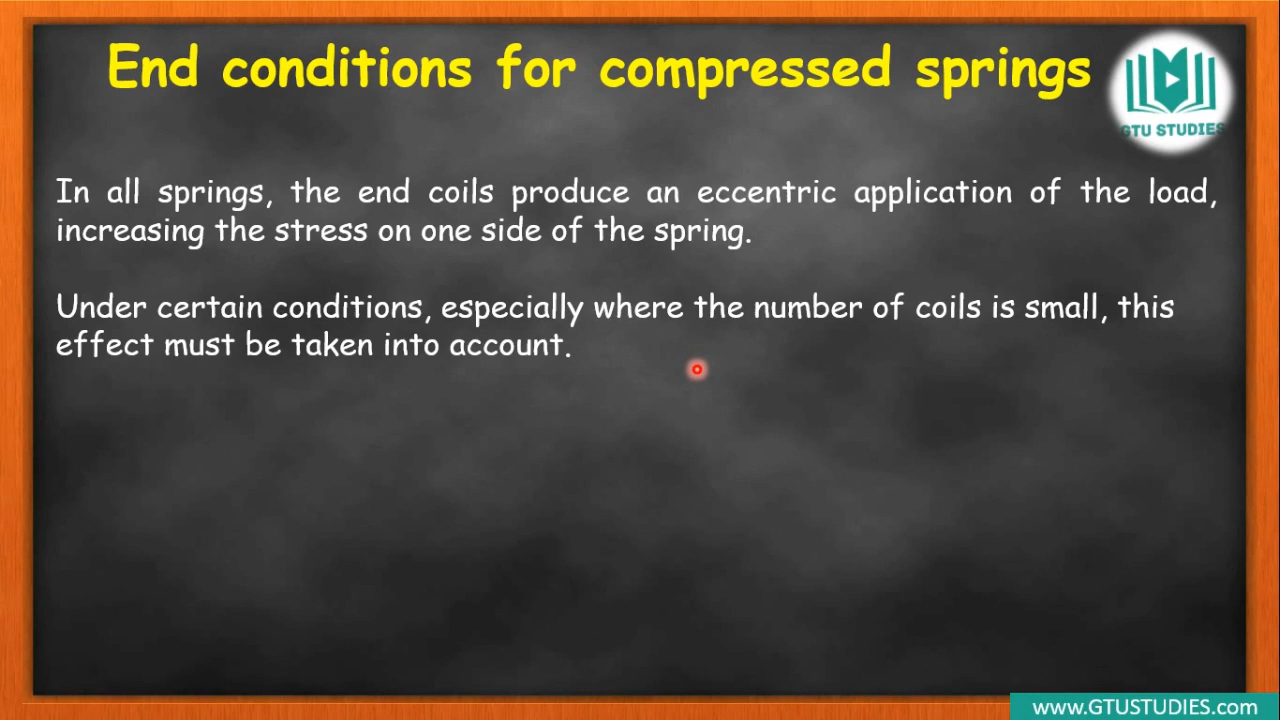 End conditions for compressed springs
GTU STUDIES
In all springs, the end coils produce an eccentric application of the load,
increasing the stress on one side of the spring.
Under certain conditions, especially where the number of coils is small, this
effect must be taken into account.
www.GTUSTUDIES.com